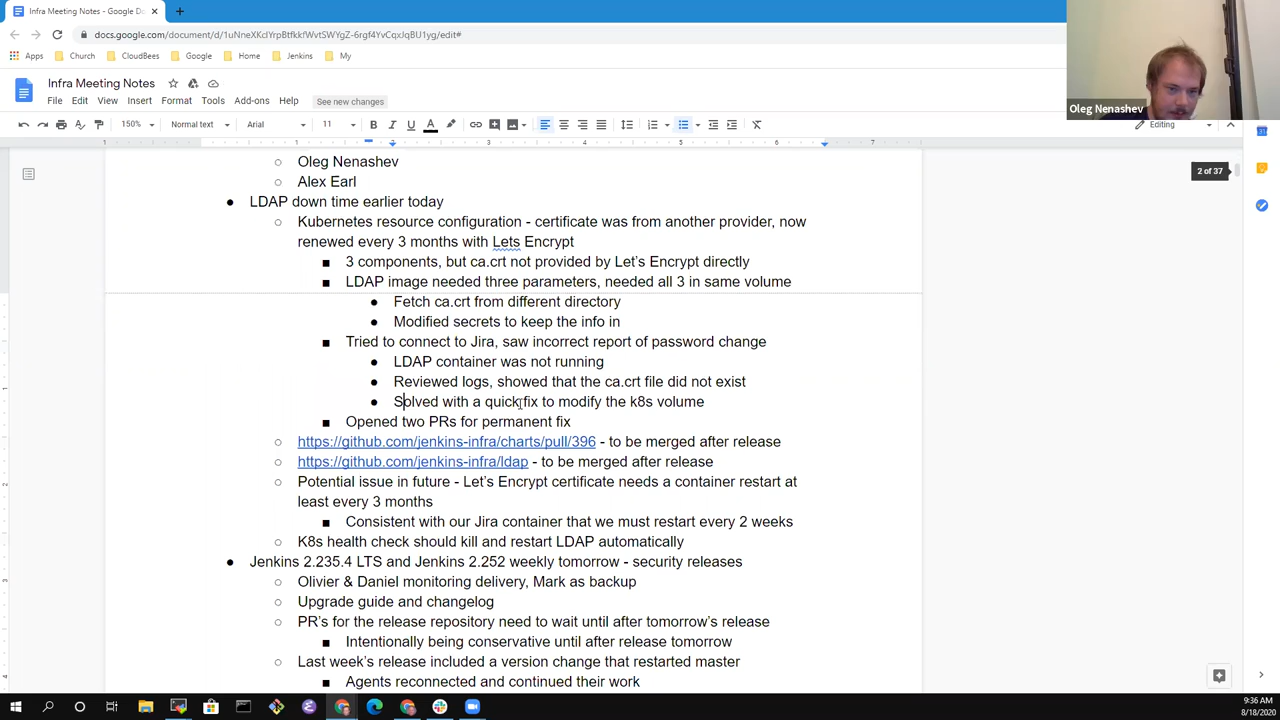 Infra Meeting Notes - Google Do
docs.google.com/document/d/1uNneXKcIYrpBtfkkfWvtSWYgZ-6rgf4YvCqxJqBU1yg/edit#
Apps Church CloudBees Google Home Jenkins My
Oleg Nenashev
Infra Meeting Notes
File Edit View Insert Format Tools Add-ons Help See new changes
150% Normal text Arial 11 Editing
1 1 2 3 4 5 6 7
2 of 37
Oleg Nenashev
Alex Earl
LDAP down time earlier today
Kubernetes resource configuration - certificate was from another provider, now
renewed every 3 months with Lets Encrypt
3 components, but ca.crt not provided by Let's Encrypt directly
LDAP image needed three parameters, needed all 3 in same volume
Fetch ca.crt from different directory
Modified secrets to keep the info in
Tried to connect to Jira, saw incorrect report of password change
LDAP container was not running
Reviewed logs, showed that the ca.crt file did not exist
Solved with a quick fix to modify the k8s volume
Opened two PRs for permanent fix
https://github.com/jenkins-infra/charts/pull/396 - to be merged after release
https://github.com/jenkins-infra/ldap - to be merged after release
Potential issue in future - Let's Encrypt certificate needs a container restart at
least every 3 months
Consistent with our Jira container that we must restart every 2 weeks
K8s health check should kill and restart LDAP automatically
Jenkins 2.235.4 LTS and Jenkins 2.252 weekly tomorrow - security releases
Olivier & Daniel monitoring delivery, Mark as backup
Upgrade guide and changelog
PR's for the release repository need to wait until after tomorrow's release
Intentionally being conservative until after release tomorrow
Last week's release included a version change that restarted master
Agents reconnected and continued their work
9:36 AM
8/18/2020